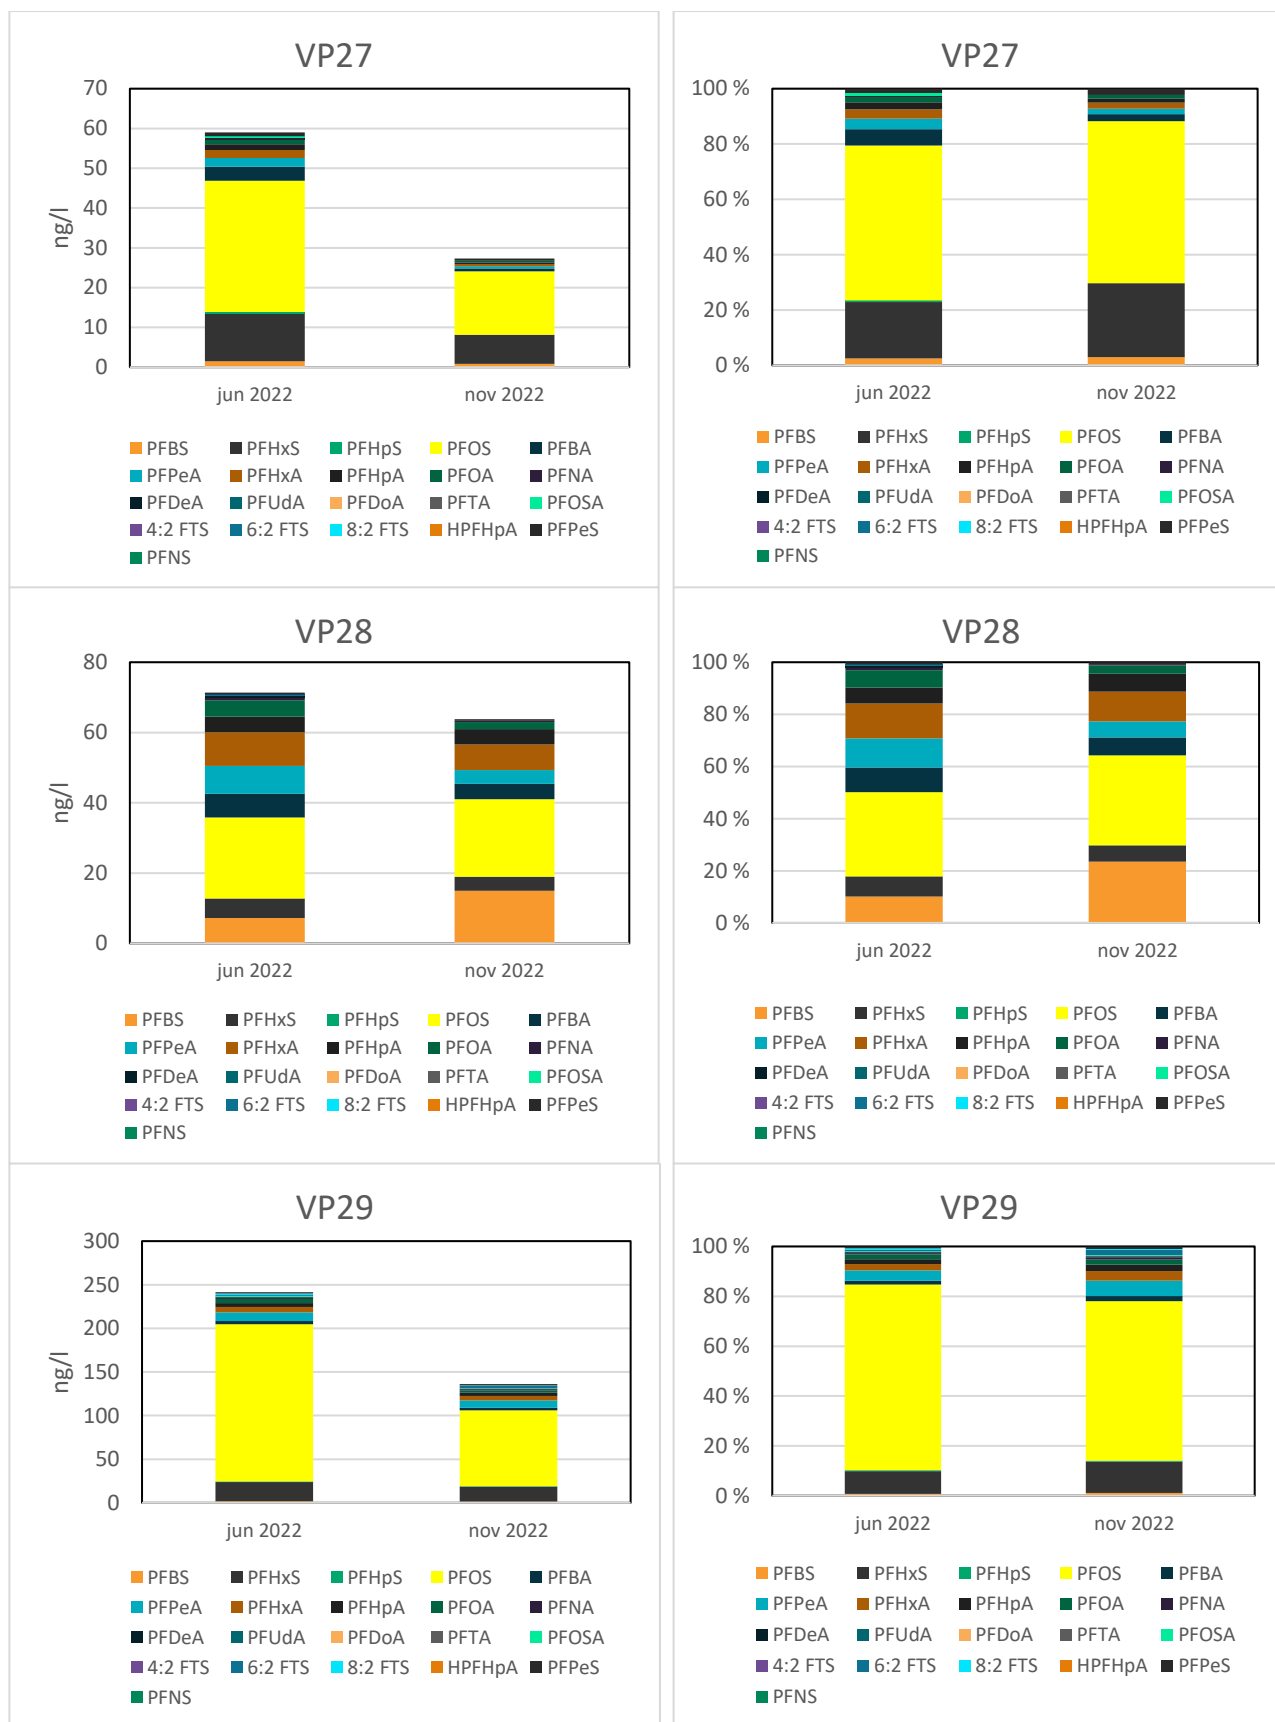 VP27
70
60
50
40
30
20
10
0
ng/l
jun 2022 nov 2022
PFBS PFHxS PFHpS PFOS PFBA
PFPeA PFHxA PFHpA PFOA PFNA
PFDeA PFUdA PFDoA PFTA PFOSA
4:2 FTS 6:2 FTS 8:2 FTS HPFHpA PFPeS
PFNS
VP27
100 %
80 %
60 %
40 %
20 %
0 %
jun 2022 nov 2022
PFBS PFHxS PFHpS PFOS PFBA
PFPeA PFHxA PFHpA PFOA PFNA
PFDeA PFUdA PFDoA PFTA PFOSA
4:2 FTS 6:2 FTS 8:2 FTS HPFHpA PFPeS
PFNS
VP28
80
60
40
20
0
ng/l
jun 2022 nov 2022
PFBS PFHxS PFHpS PFOS PFBA
PFPeA PFHxA PFHpA PFOA PFNA
PFDeA PFUdA PFDoA PFTA PFOSA
4:2 FTS 6:2 FTS 8:2 FTS HPFHpA PFPeS
PFNS
VP28
100 %
80 %
60 %
40 %
20 %
0 %
jun 2022 nov 2022
PFBS PFHxS PFHpS PFOS PFBA
PFPeA PFHxA PFHpA PFOA PFNA
PFDeA PFUdA PFDoA PFTA PFOSA
4:2 FTS 6:2 FTS 8:2 FTS HPFHpA PFPeS
PFNS
VP29
300
250
200
150
100
50
0
ng/l
jun 2022 nov 2022
PFBS PFHxS PFHpS PFOS PFBA
PFPeA PFHxA PFHpA PFOA PFNA
PFDeA PFUdA PFDoA PFTA PFOSA
4:2 FTS 6:2 FTS 8:2 FTS HPFHpA PFPeS
PFNS
VP29
100 %
80 %
60 %
40 %
20 %
0 %
jun 2022 nov 2022
PFBS PFHxS PFHpS PFOS PFBA
PFPeA PFHxA PFHpA PFOA PFNA
PFDeA PFUdA PFDoA PFTA PFOSA
4:2 FTS 6:2 FTS 8:2 FTS HPFHpA PFPeS
PFNS